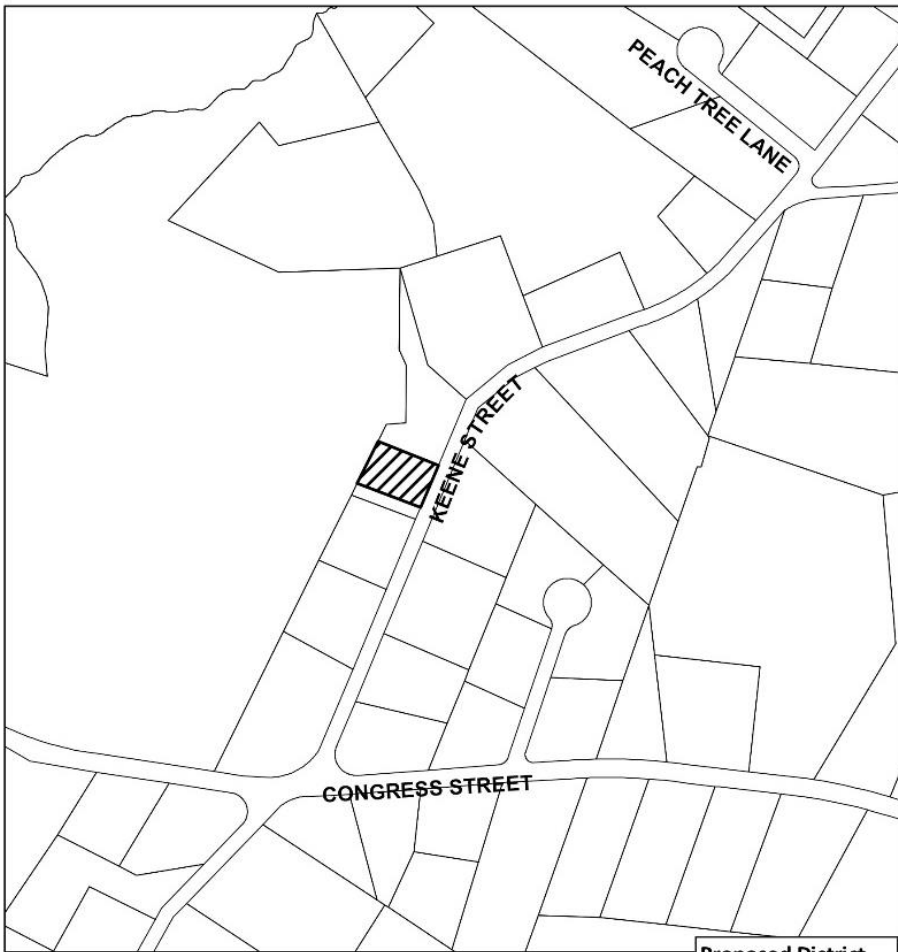 PEACH TREE LANE
KEENE STREET
CONGRESS STREET
Proposed District